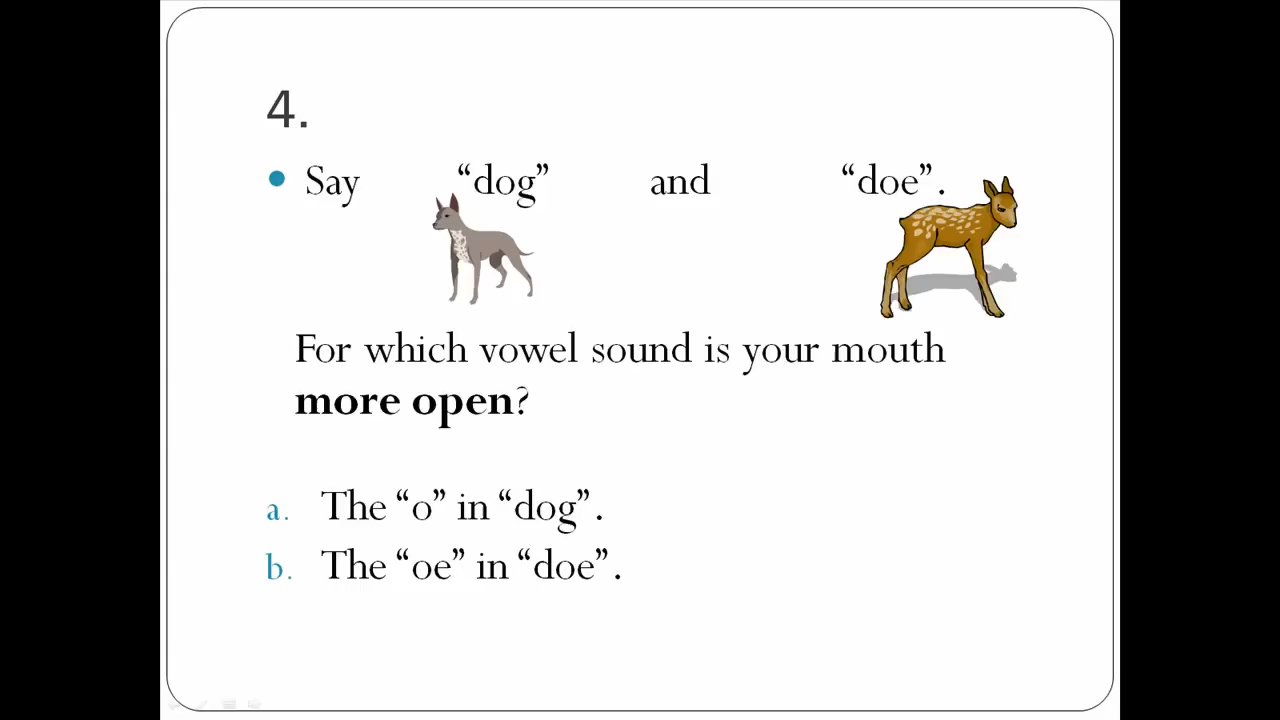 4.
• Say “dog” and “doe”.
For which vowel sound is your mouth
more open?
a. The “o” in “dog”.
b. The “oe” in “doe”.